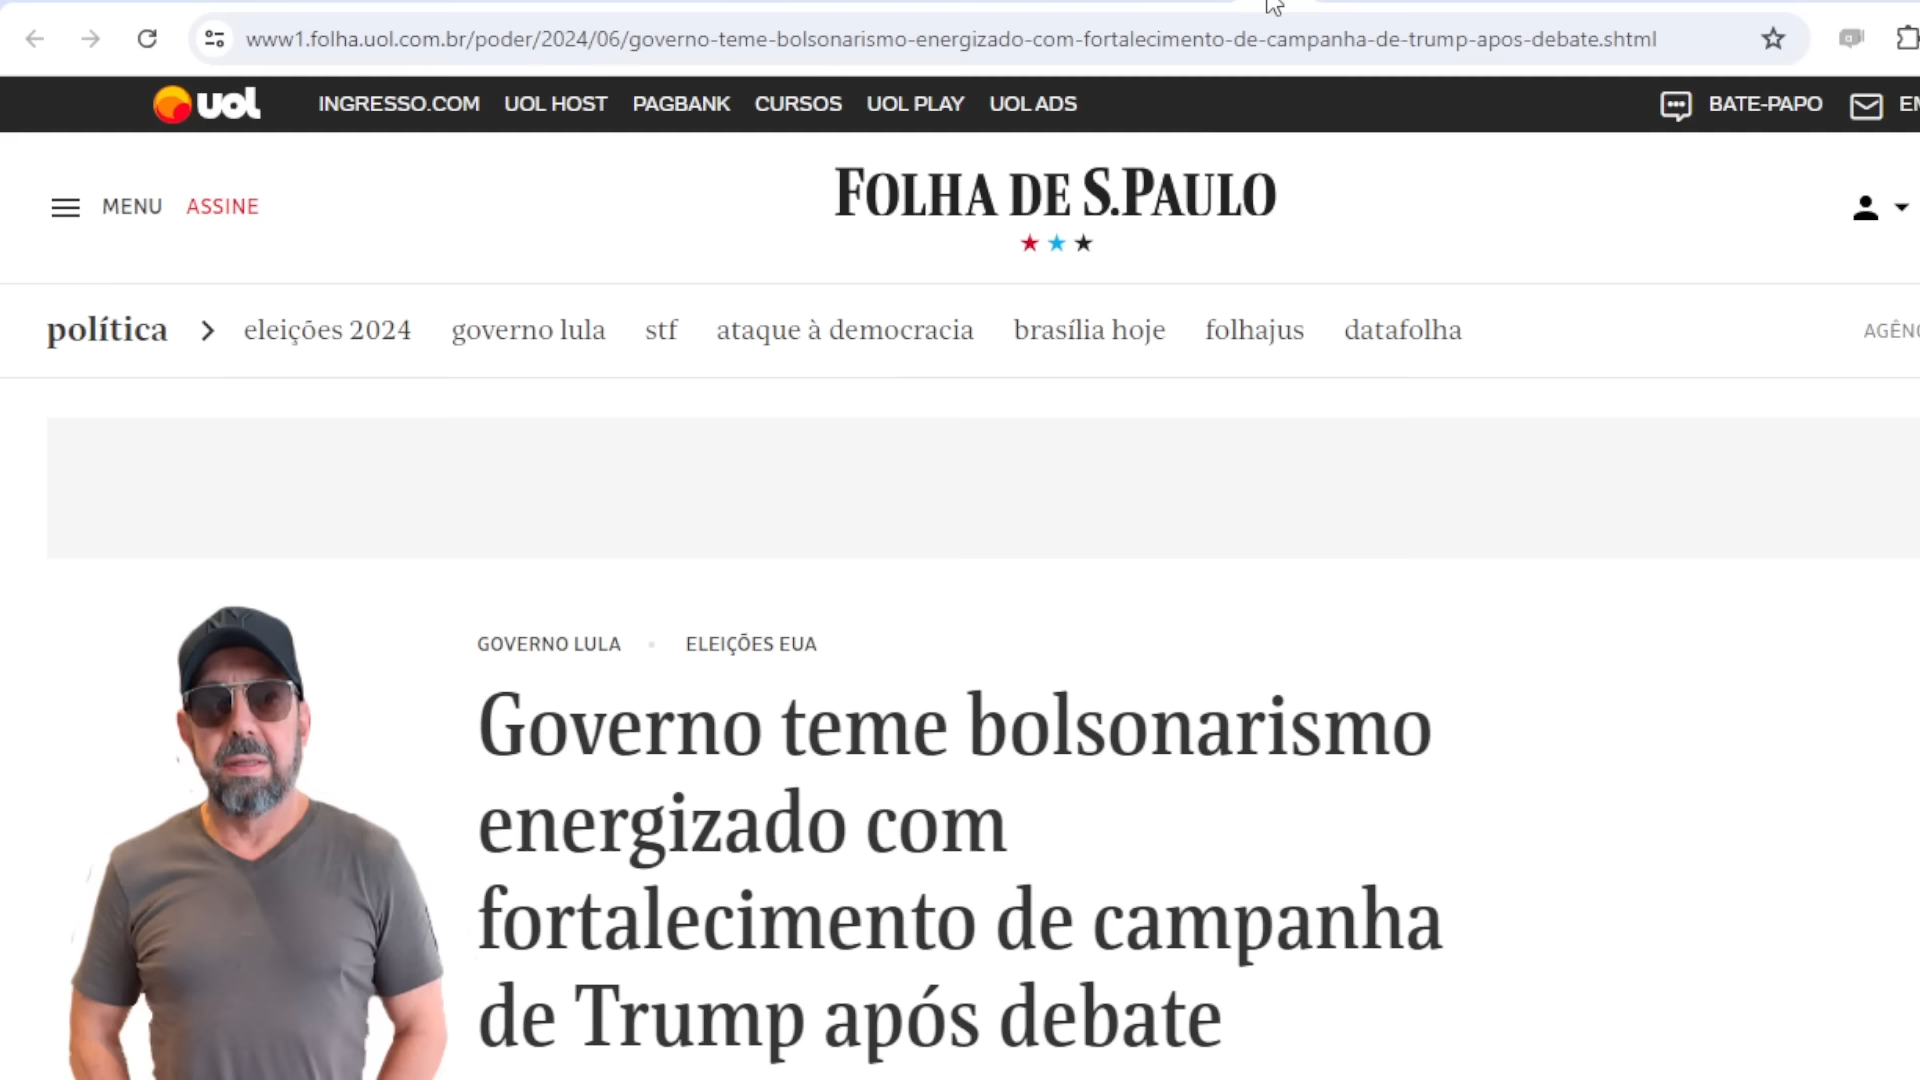 www1.folha.uol.com.br/poder/2024/06/governo-teme-bolsonarismo-energizado-com-fortalecimento-de-campanha-de-trump-apos-debate.shtml
uol INGRESSO.COM UOL HOST PAGBANK CURSOS UOL PLAY UOL ADS BATE-PAPO
MENU ASSINE FOLHA DE S.PAULO
política eleições 2024 governo lula stf ataque à democracia brasília hoje folhajus datafolha
GOVERNO LULA ELEIÇÕES EUA
Governo teme bolsonarismo
energizado com
fortalecimento de campanha
de Trump após debate